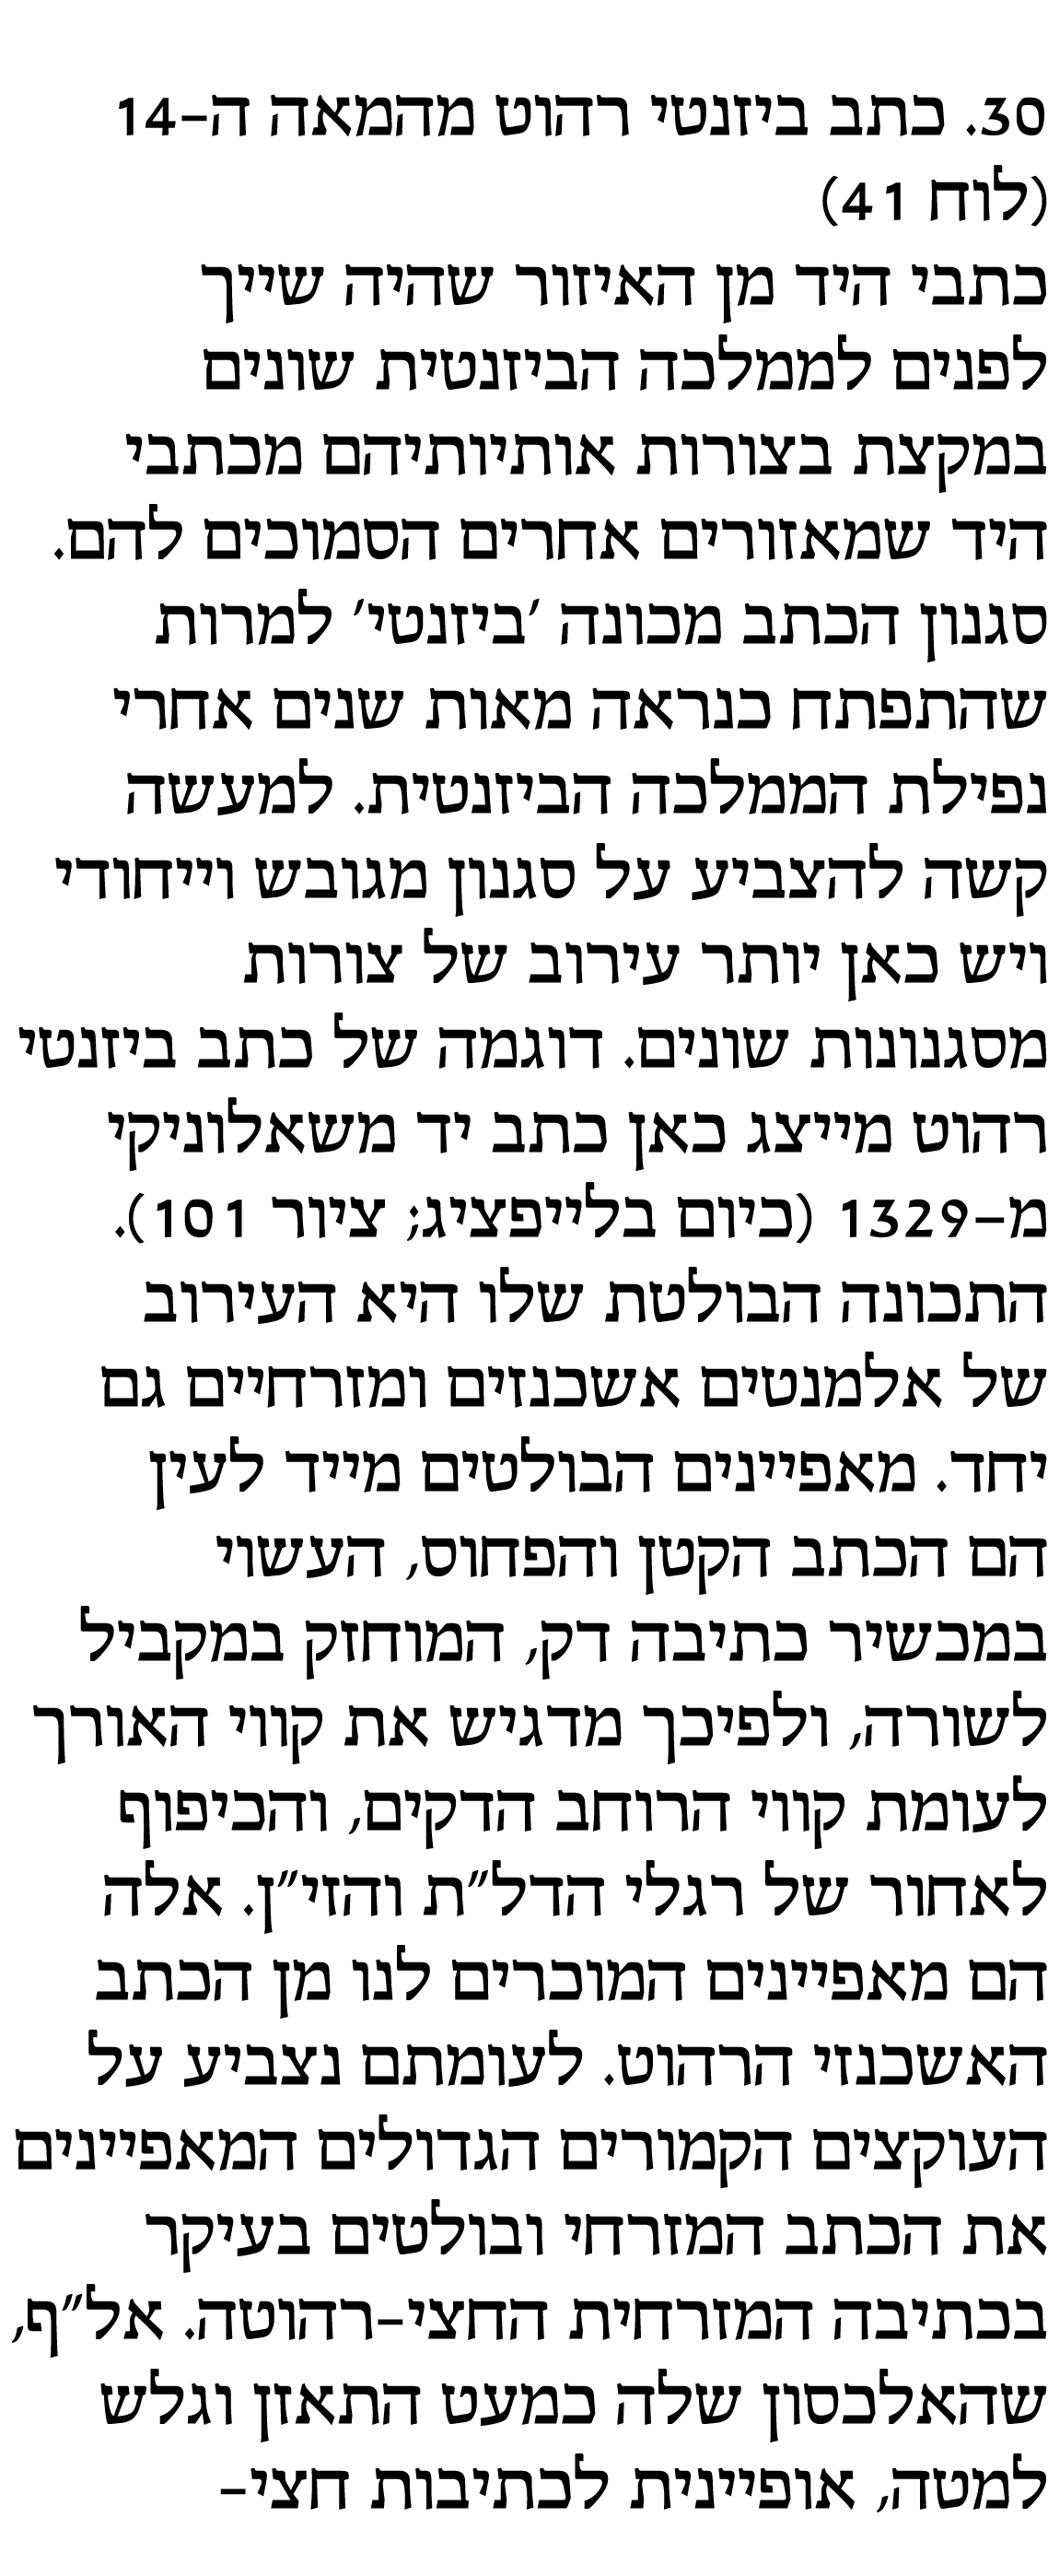 30. כתב ביזנטי רהוט מהמאה ה-14
(לוח 41)
כתבי היד מן האיזור שהיה שייך
לפנים לממלכה הביזנטית שונים
במקצת בצורות אותיותיהם מכתבי
היד שמאזורים אחרים הסמוכים להם.
סגנון הכתב מכונה 'ביזנטי' למרות
שהתפתח כנראה מאות שנים אחרי
נפילת הממלכה הביזנטית. למעשה
קשה להצביע על סגנון מגובש וייחודי
ויש כאן יותר עירוב של צורות
מסגנונות שונים. דוגמה של כתב ביזנטי
רהוט מייצג כאן כתב יד משאלוניקי
מ-1329 (כיום בלייפציג; ציור 101).
התכונה הבולטת שלו היא העירוב
של אלמנטים אשכנזים ומזרחיים גם
יחד. מאפיינים הבולטים מייד לעין
הם הכתב הקטן והפחוס, העשוי
במכשיר כתיבה דק, המוחזק במקביל
לשורה, ולפיכך מדגיש את קווי האורך
לעומת קווי הרוחב הדקים, והכיפוף
לאחור של רגלי הדל"ת והזי"ן. אלה
הם מאפיינים המוכרים לנו מן הכתב
האשכנזי הרהוט. לעומתם נצביע על
העוקצים הקמורים הגדולים המאפיינים
את הכתב המזרחי ובולטים בעיקר
בכתיבה המזרחית החצי-רהוטה. אל"ף,
שהאלכסון שלה כמעט התאזן וגלש
למטה, אופיינית לכתיבות חצי-